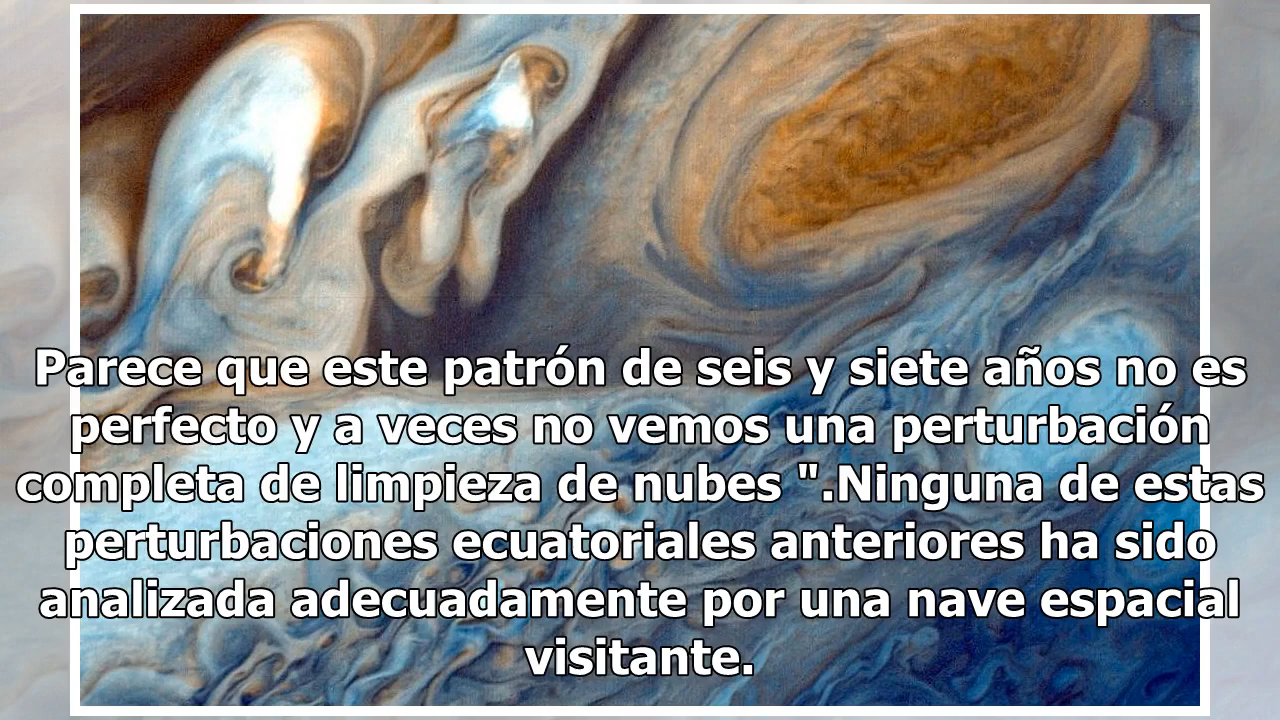 Parece que este patrón de seis y siete años no es
perfecto y a veces no vemos una perturbación
completa de limpieza de nubes ".Ninguna de estas
perturbaciones ecuatoriales anteriores ha sido
analizada adecuadamente por una nave espacial
visitante.